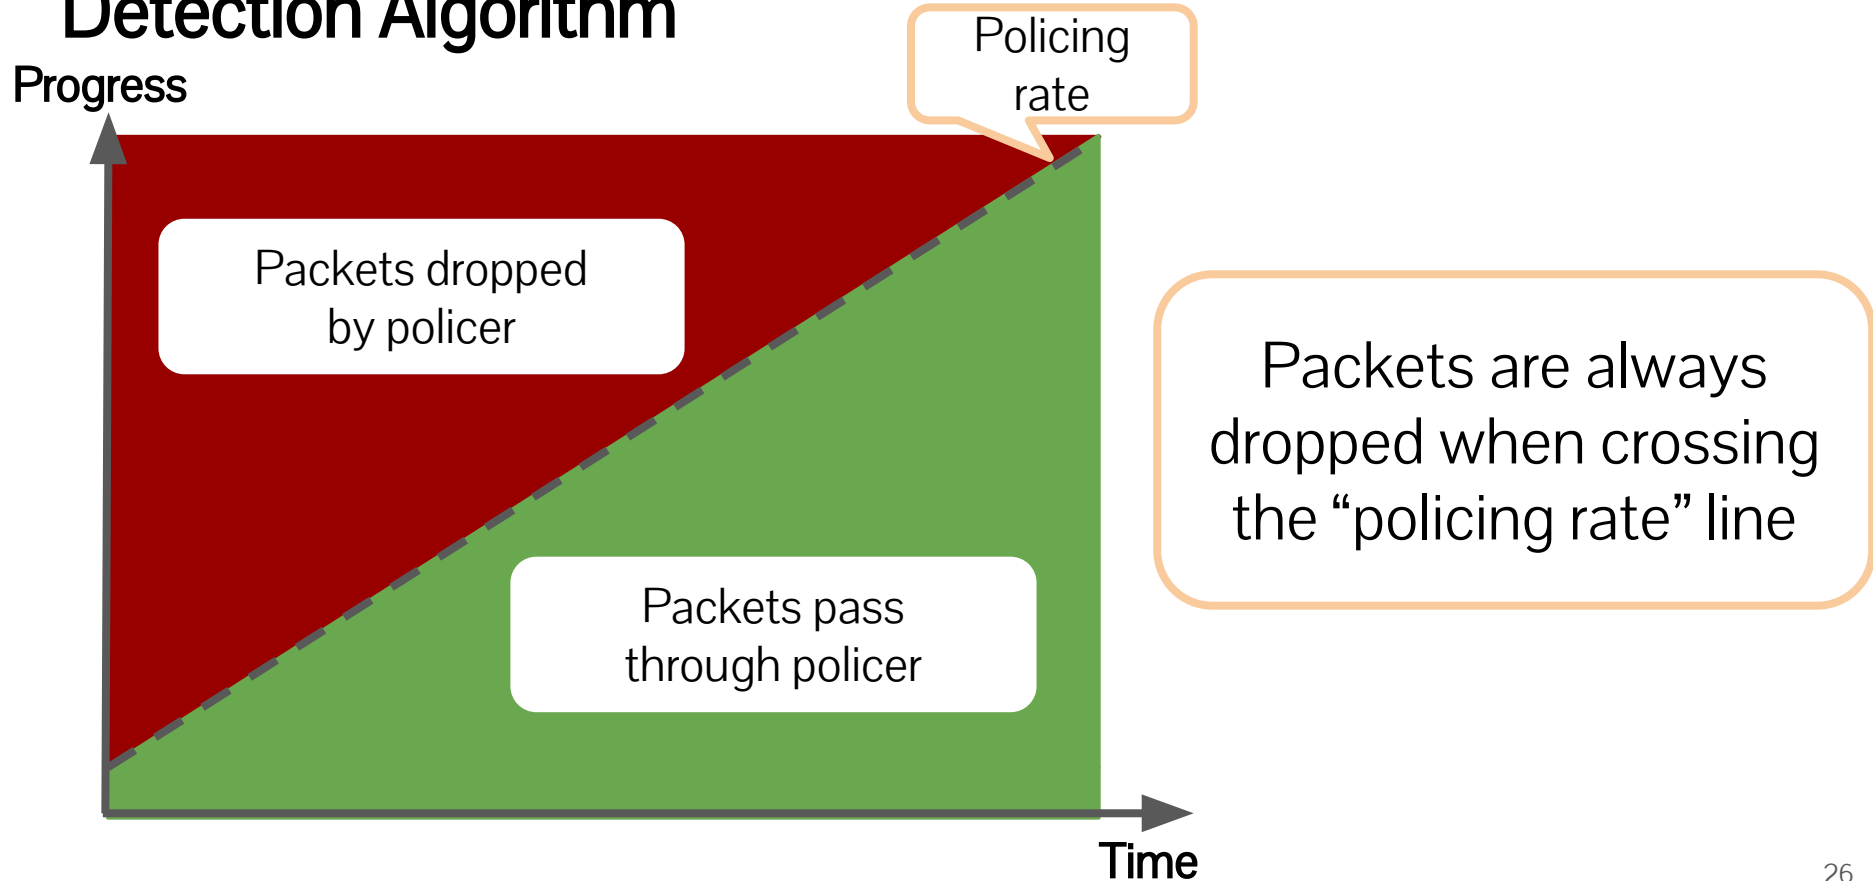 Detection Algorithm
Progress
Policing
rate
Packets dropped
by policer
Packets are always
dropped when crossing
the “policing rate” line
Packets pass
through policer
Time
26